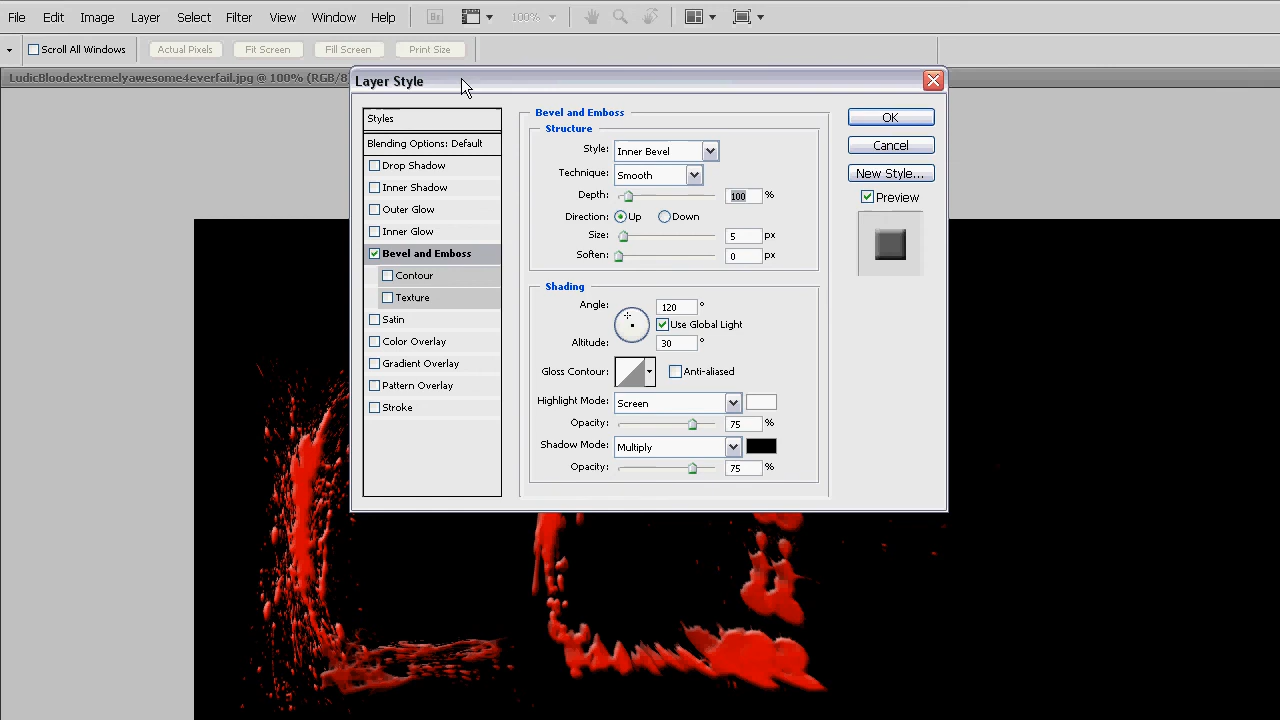 File Edit Image Layer Select Filter View Window Help Br 100%
Scroll All Windows Actual Pixels Fit Screen Fill Screen Print Size
LudicBloodextremelyawesome4everfail.jpg @ 100% (RGB/8
Layer Style
Styles
Blending Options: Default
Drop Shadow
Inner Shadow
Outer Glow
Inner Glow
Bevel and Emboss
Contour
Texture
Satin
Color Overlay
Gradient Overlay
Pattern Overlay
Stroke
Bevel and Emboss
Structure
Style: Inner Bevel
Technique: Smooth
Depth: 100 %
Direction: Up Down
Size: 5 px
Soften: 0 px
Shading
Angle: 120 °
Use Global Light
Altitude: 30 °
Gloss Contour: Anti-aliased
Highlight Mode: Screen
Opacity: 75 %
Shadow Mode: Multiply
Opacity: 75 %
OK
Cancel
New Style...
Preview